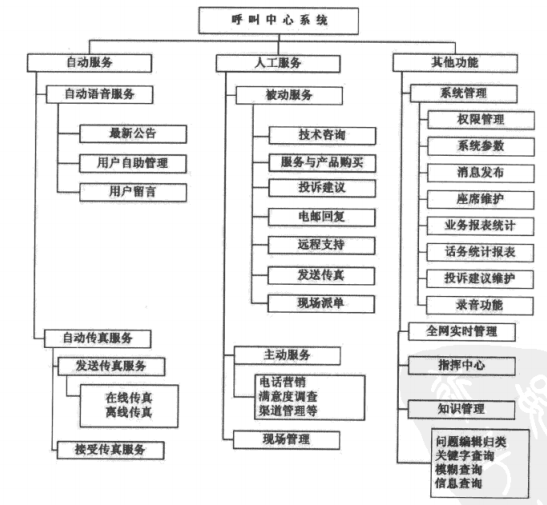 呼叫中心系统
自动服务
自动语音服务
最新公告
用户自助管理
用户留言
自动传真服务
发送传真服务
在线传真
离线传真
接受传真服务
人工服务
被动服务
技术咨询
服务与产品购买
投诉建议
电邮回复
远程支持
发送传真
现场派单
主动服务
电话营销
满意度调查
渠道管理等
现场管理
其他功能
系统管理
权限管理
系统参数
消息发布
座席维护
业务报表统计
话务统计报表
投诉建议维护
录音功能
全网实时管理
指挥中心
知识管理
问题编辑归类
关键字查询
模糊查询
信息查询